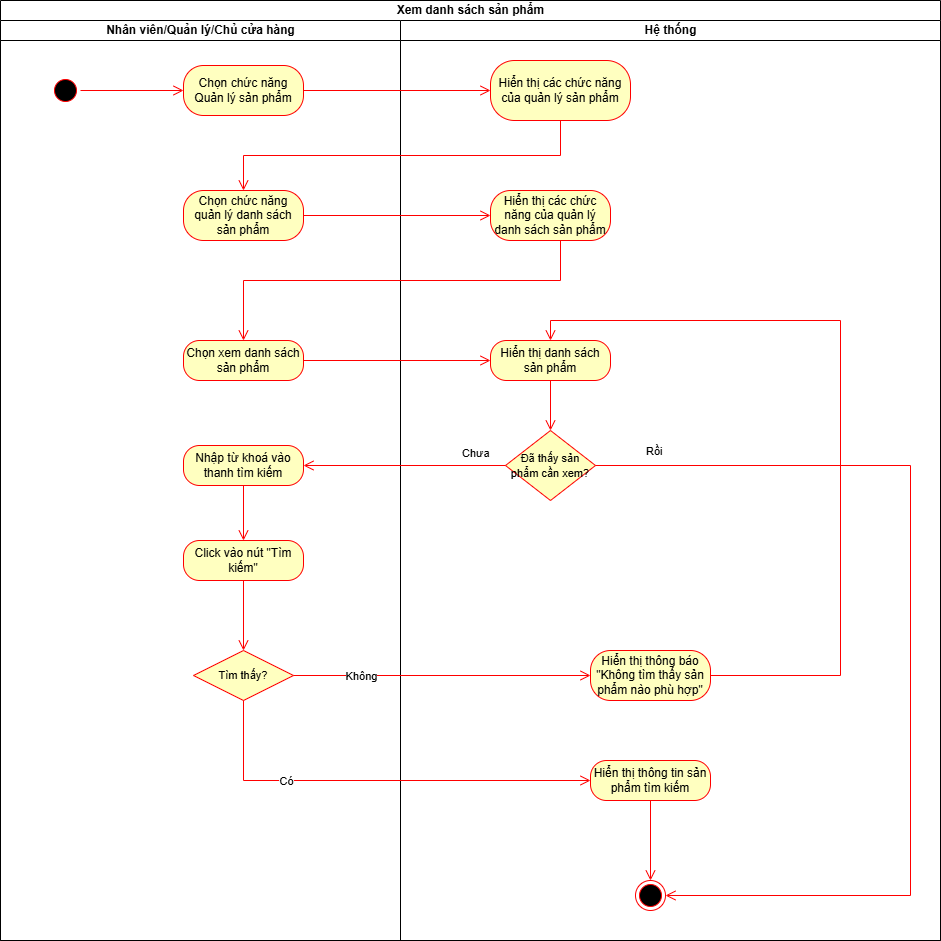 Xem danh sách sản phẩm
Nhân viên/Quản lý/Chủ cửa hàng
Hệ thống
Chọn chức năng
Quản lý sản phẩm
Hiển thị các chức năng
của quản lý sản phẩm
Chọn chức năng
quản lý danh sách
sản phẩm
Hiển thị các chức
năng của quản lý
danh sách sản phẩm
Chọn xem danh sách
sản phẩm
Hiển thị danh sách
sản phẩm
Đã thấy sản
phẩm cần xem?
Chưa
Rồi
Nhập từ khoá vào
thanh tìm kiếm
Click vào nút "Tìm
kiếm"
Tìm thấy?
Không
Hiển thị thông báo
"Không tìm thấy sản
phẩm nào phù hợp"
Có
Hiển thị thông tin sản
phẩm tìm kiếm